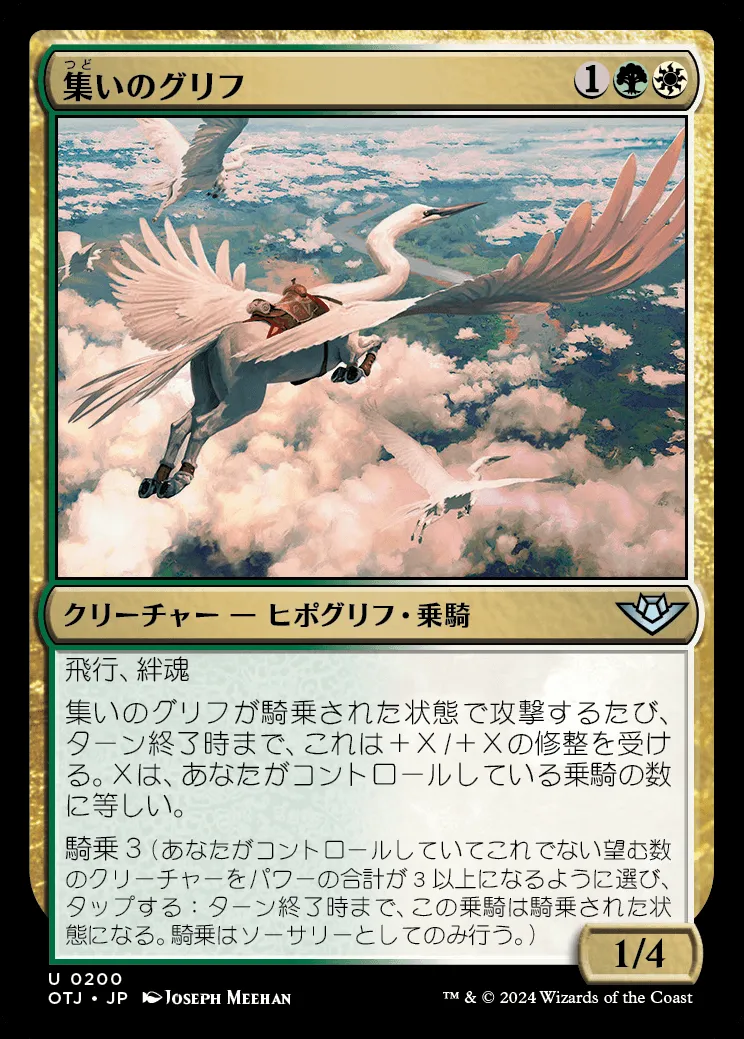 つど
集いのグリフ
1
クリーチャー — ヒポグリフ・乗騎
飛行、絆魂
集いのグリフが騎乗された状態で攻撃するたび、
ターン終了時まで、これは＋Ｘ/＋Ｘの修整を受け
る。Ｘは、あなたがコントロールしている乗騎の数
に等しい。
騎乗３（あなたがコントロールしていてこれでない望む数
のクリーチャーをパワーの合計が３以上になるように選び、
タップする：ターン終了時まで、この乗騎は騎乗された状
態になる。騎乗はソーサリーとしてのみ行う。）
1/4
U 0200
OTJ • JP Joseph Meehan
™ & © 2024 Wizards of the Coast